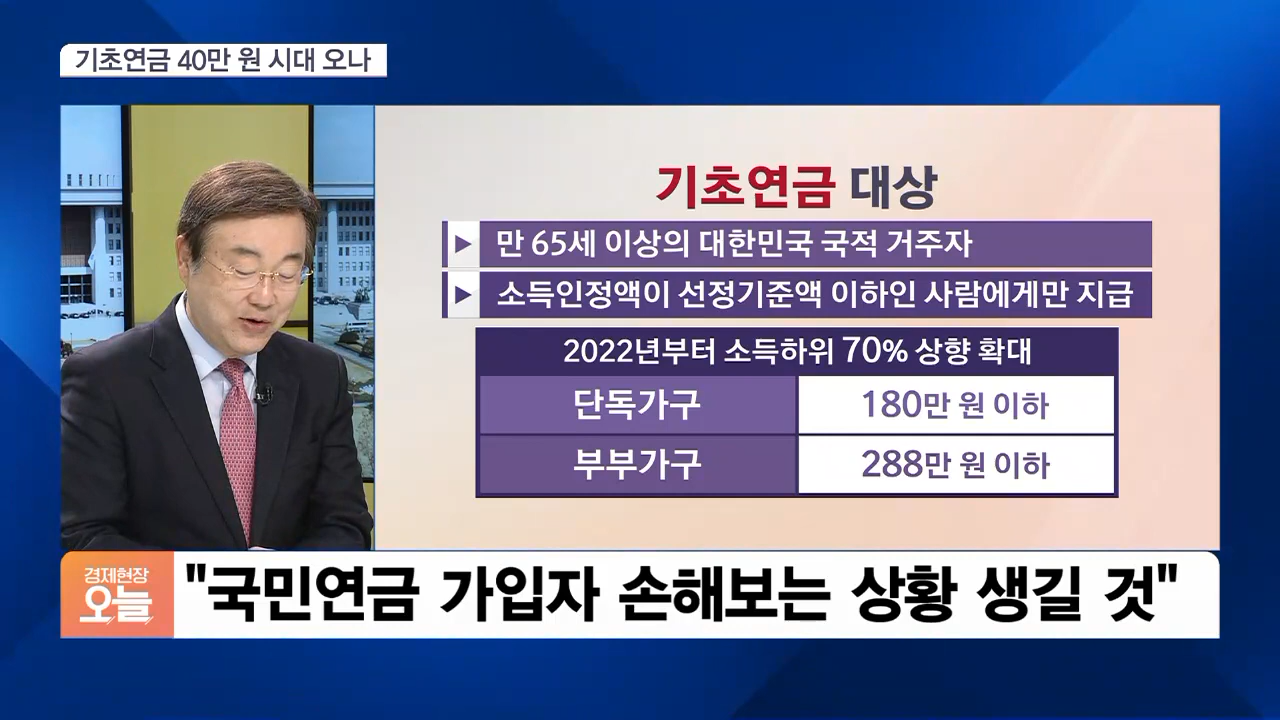 기초연금 40만 원 시대 오나
기초연금 대상
▶ 만 65세 이상의 대한민국 국적 거주자
▶ 소득인정액이 선정기준액 이하인 사람에게만 지급
2022년부터 소득하위 70% 상향 확대
단독가구 180만 원 이하
부부가구 288만 원 이하
경제현장
오늘
"국민연금 가입자 손해보는 상황 생길 것"